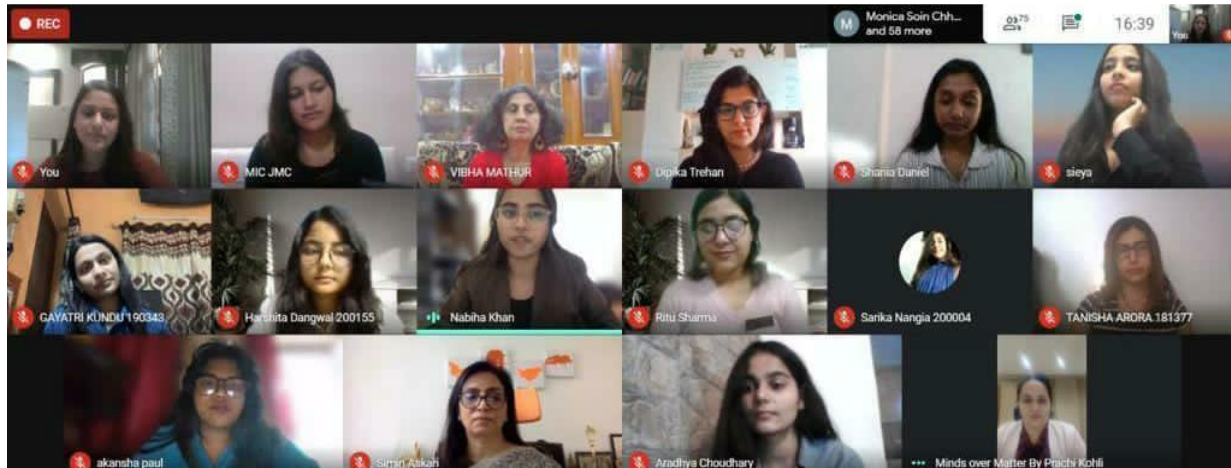 REC
M
Monica Soin Chh...
and 58 more
75
16:39
You
You
MIC JMC
VIBHA MATHUR
Dipika Trehan
Shania Daniel
sieya
GAYATRI KUNDU 190343
Harshita Dangwal 200155
Nabiha Khan
Ritu Sharma
Sarika Nangia 200004
TANISHA ARORA.181377
akansha paul
Simin Askari
Aradhya Choudhary
Minds over Matter By Prachi Kohli